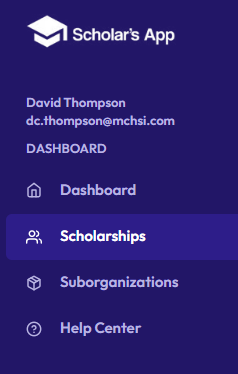 Scholar's App
David Thompson
dc.thompson@mchsi.com
DASHBOARD
Dashboard
Scholarships
Suborganizations
Help Center